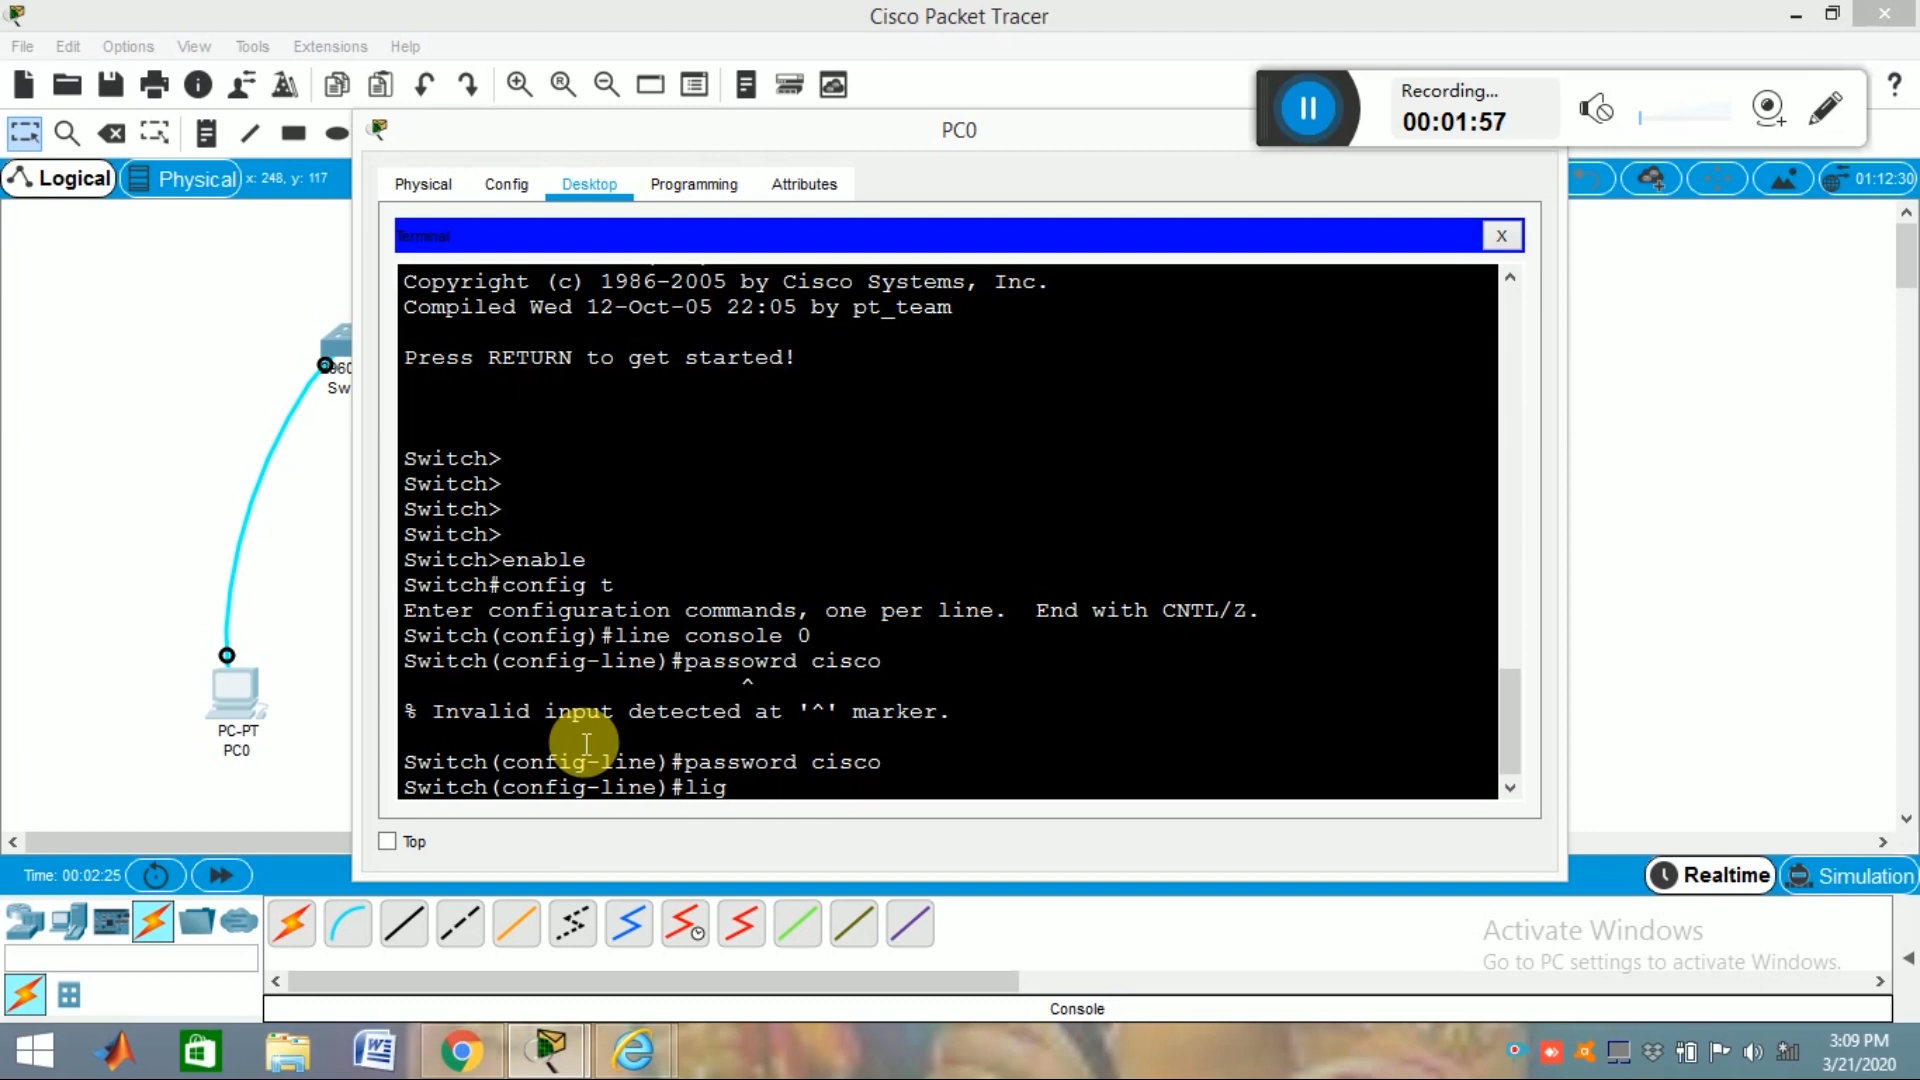 Cisco Packet Tracer
File Edit Options View Tools Extensions Help
Recording...
00:01:57
PC0
Logical Physical x: 248, y: 117
01:12:30
Physical Config Desktop Programming Attributes
Terminal X
Copyright (c) 1986-2005 by Cisco Systems, Inc.
Compiled Wed 12-Oct-05 22:05 by pt_team
Press RETURN to get started!
Switch>
Switch>
Switch>
Switch>
Switch>enable
Switch#config t
Enter configuration commands, one per line.  End with CNTL/Z.
Switch(config)#line console 0
Switch(config-line)#passowrd cisco
^
% Invalid input detected at '^' marker.
Switch(config-line)#password cisco
Switch(config-line)#lig
Sw
PC-PT
PC0
Top
Time: 00:02:25
Realtime Simulation
Activate Windows
Go to PC settings to activate Windows.
Console
3:09 PM
3/21/2020